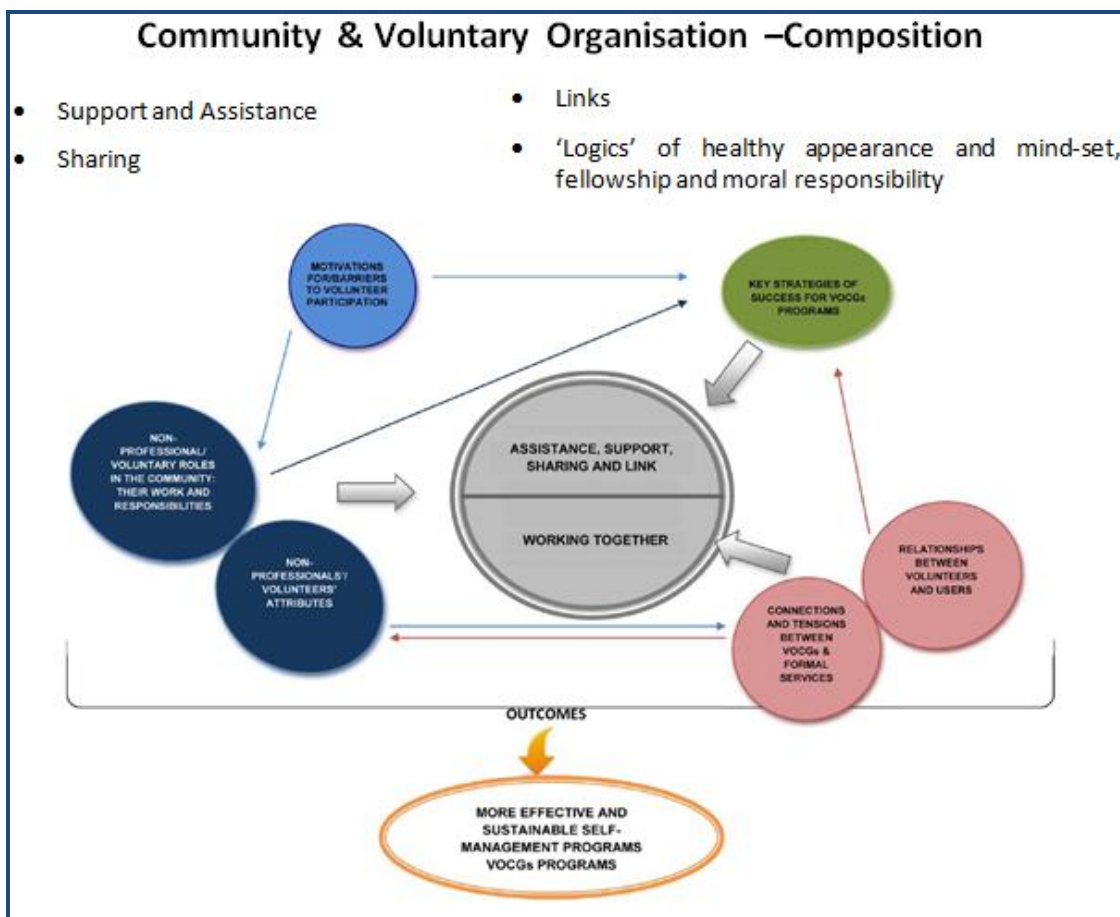 Community & Voluntary Organisation –Composition
• Support and Assistance
• Sharing
• Links
• ‘Logics’ of healthy appearance and mind-set,
fellowship and moral responsibility
MOTIVATIONS
FOR/BARRIERS
TO VOLUNTEER
PARTICIPATION
KEY STRATEGIES OF
SUCCESS FOR VOCGs
PROGRAMS
NON-
PROFESSIONAL/
VOLUNTARY ROLES
IN THE COMMUNITY:
THEIR WORK AND
RESPONSIBILITIES
ASSISTANCE, SUPPORT,
SHARING AND LINK
WORKING TOGETHER
NON-
PROFESSIONALS'/
VOLUNTEERS'
ATTRIBUTES
RELATIONSHIPS
BETWEEN
VOLUNTEERS
AND USERS
CONNECTIONS
AND TENSIONS
BETWEEN
VOCGs &
FORMAL
SERVICES
OUTCOMES
MORE EFFECTIVE AND
SUSTAINABLE SELF-
MANAGEMENT PROGRAMS
VOCGs PROGRAMS